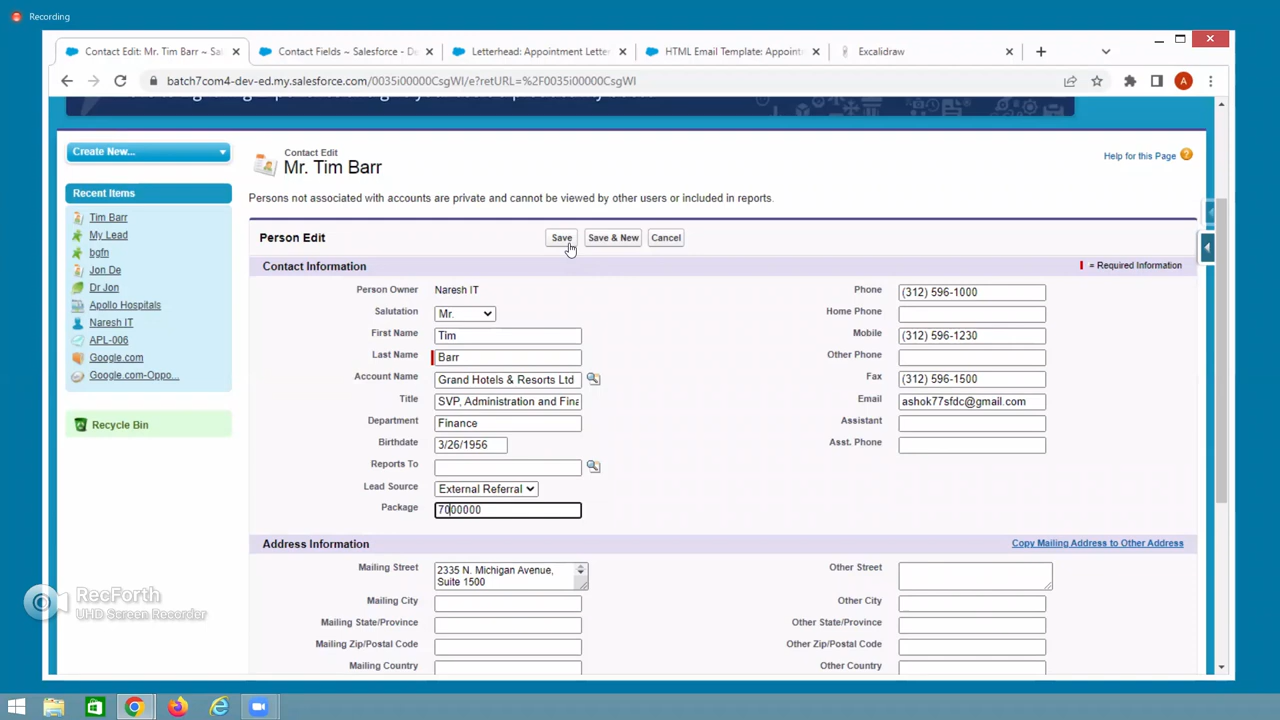 Recording
Contact Edit: Mr. Tim Barr ~ Sal
Contact Fields ~ Salesforce - De
Letterhead: Appointment Letter
HTML Email Template: Appointm
Excalidraw
batch7com4-dev-ed.my.salesforce.com/0035i00000CsgWI/e?retURL=%2F0035i00000CsgWI
A
Create New...
Contact Edit
Mr. Tim Barr
Help for this Page
Persons not associated with accounts are private and cannot be viewed by other users or included in reports.
Recent Items
Tim Barr
My Lead
bgfn
Jon De
Dr Jon
Apollo Hospitals
Naresh IT
APL-006
Google.com
Google.com-Oppo...
Recycle Bin
Person Edit
Save
Save & New
Cancel
Contact Information
= Required Information
Person Owner Naresh IT
Salutation Mr.
First Name Tim
Last Name Barr
Account Name Grand Hotels & Resorts Ltd
Title SVP, Administration and Fina
Department Finance
Birthdate 3/26/1956
Reports To
Lead Source External Referral
Package 7000000
Phone (312) 596-1000
Home Phone
Mobile (312) 596-1230
Other Phone
Fax (312) 596-1500
Email ashok77sfdc@gmail.com
Assistant
Asst. Phone
Address Information
Copy Mailing Address to Other Address
Mailing Street 2335 N. Michigan Avenue,
Suite 1500
Mailing City
Mailing State/Province
Mailing Zip/Postal Code
Mailing Country
Other Street
Other City
Other State/Province
Other Zip/Postal Code
Other Country
RecForth
UHD Screen Recorder